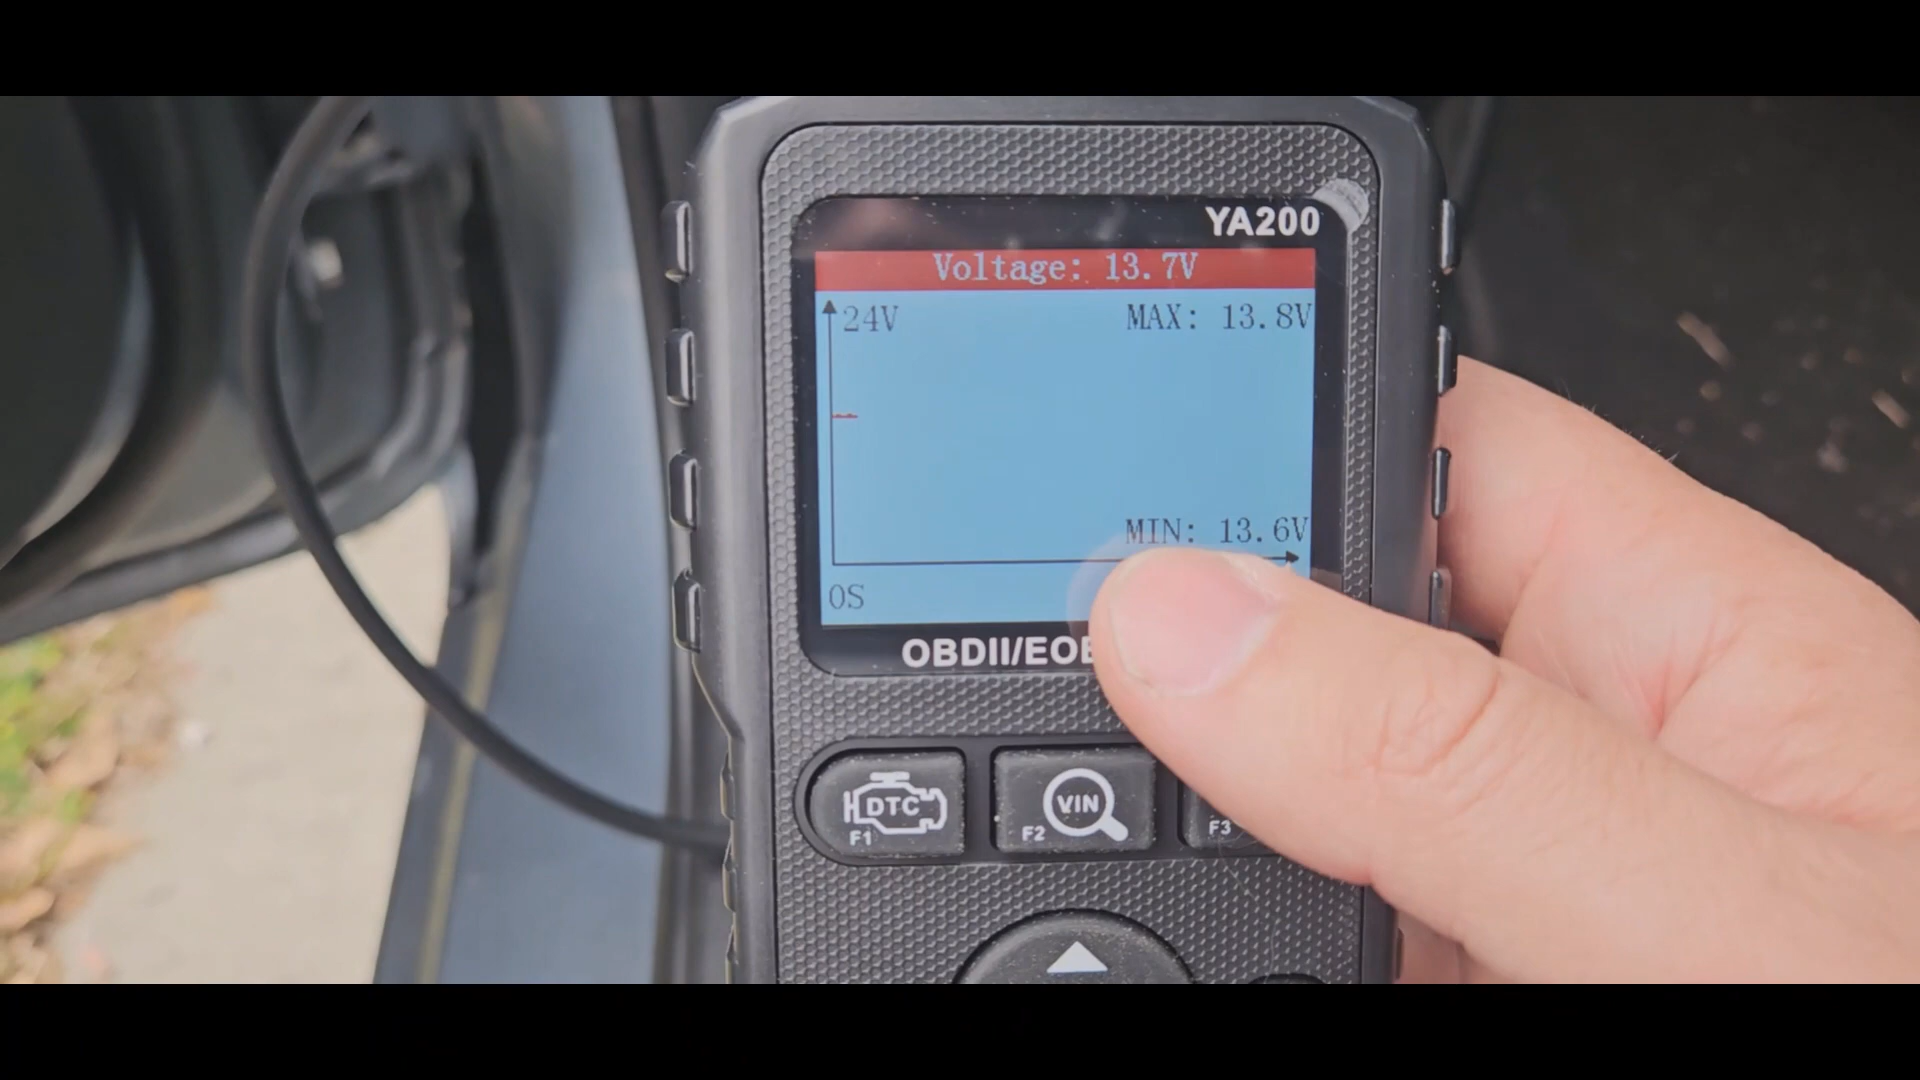 YA200
Voltage: 13.7V
24V
MAX: 13.8V
MIN: 13.6V
0S
DTC
F1
VIN
F2
F3